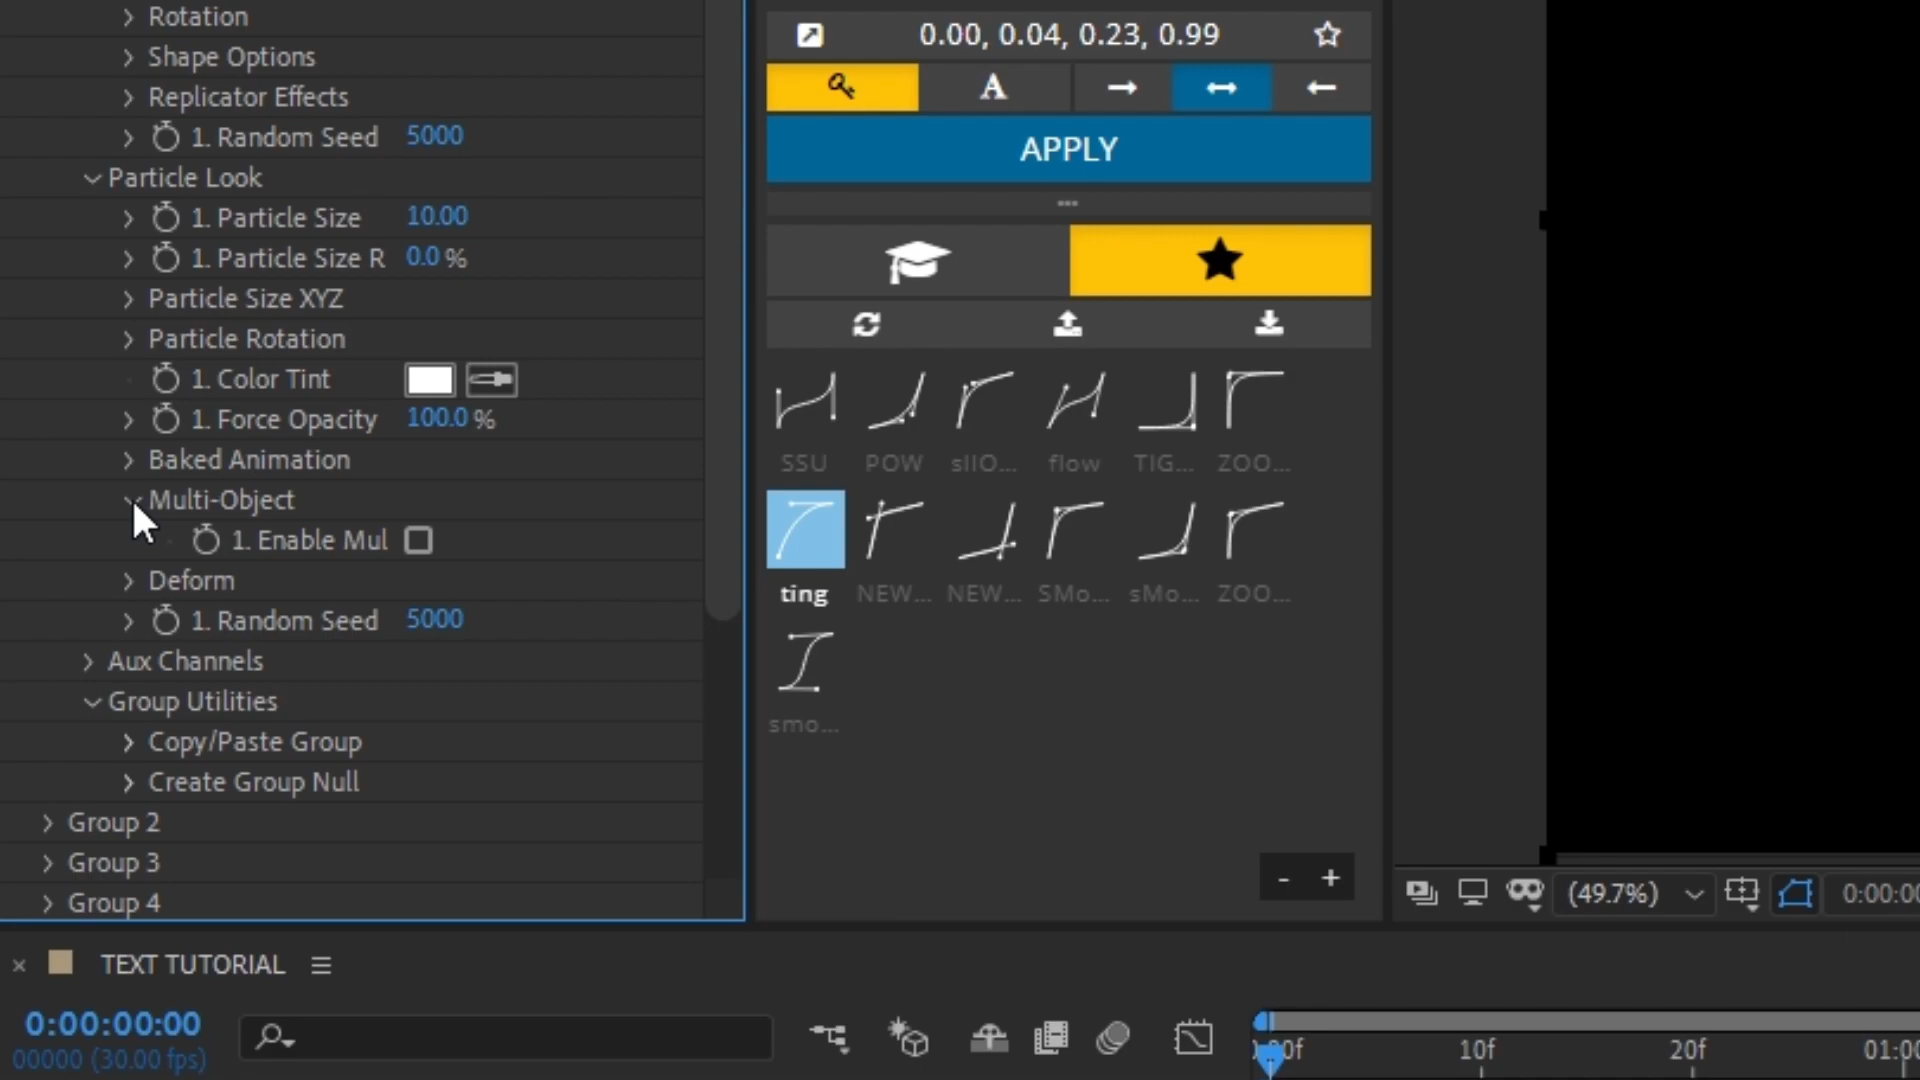 Rotation
Shape Options
Replicator Effects
1. Random Seed 5000
Particle Look
1. Particle Size 10.00
1. Particle Size R 0.0 %
Particle Size XYZ
Particle Rotation
1. Color Tint
1. Force Opacity 100.0 %
Baked Animation
Multi-Object
1. Enable Mul
Deform
1. Random Seed 5000
Aux Channels
Group Utilities
Copy/Paste Group
Create Group Null
Group 2
Group 3
Group 4
0.00, 0.04, 0.23, 0.99
A
APPLY
SSU POW sIIO... flow TIG... ZOO...
ting NEW... NEW... SMo... sMo... ZOO...
smo...
- +
(49.7%) 0:00:00
TEXT TUTORIAL
0:00:00:00
00000 (30.00 fps)
10f 20f